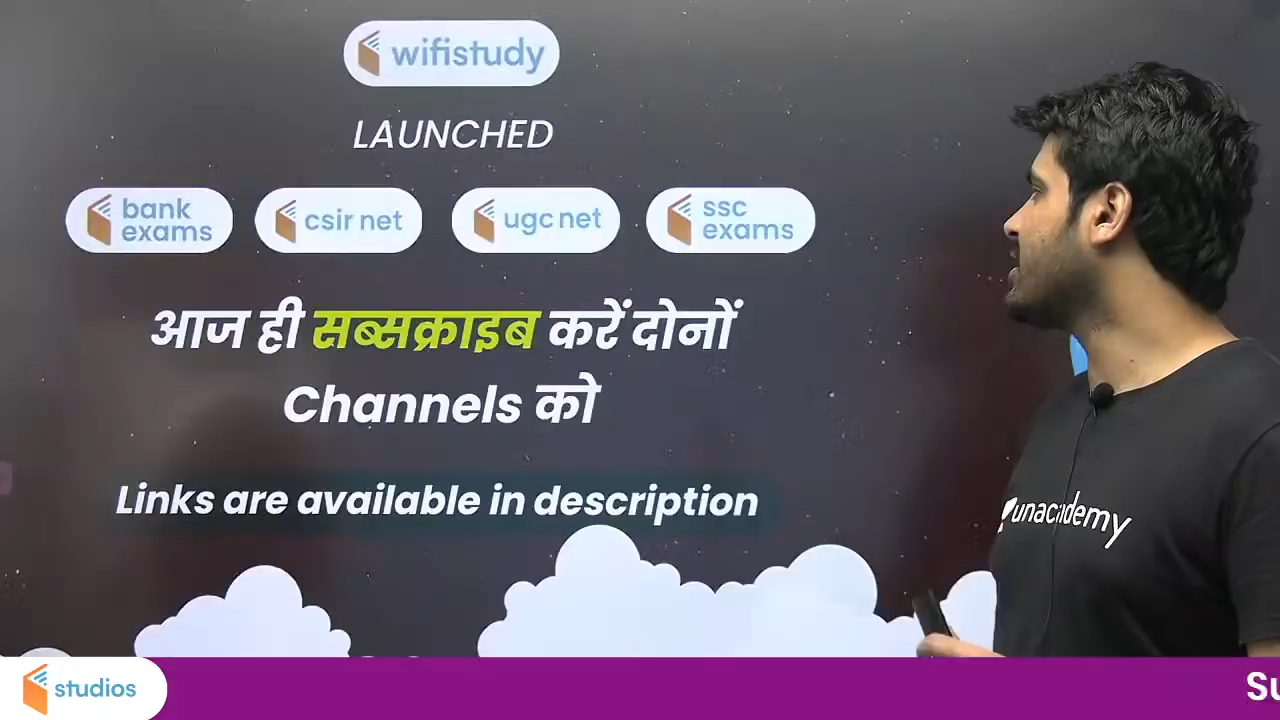 wifistudy
LAUNCHED
bank exams
csir net
ugc net
ssc exams
आज ही सब्सक्राइब करें दोनों
Channels को
Links are available in description
unacademy
studios